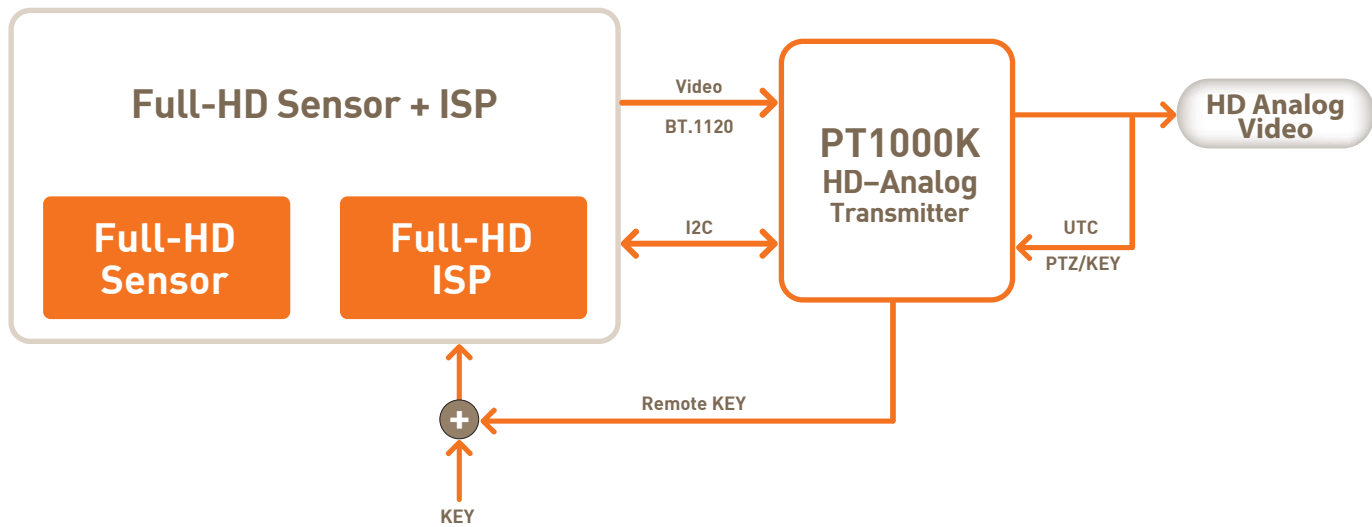 Full-HD Sensor + ISP
Full-HD
Sensor
Full-HD
ISP
Video
BT.1120
I2C
PT1000K
HD–Analog
Transmitter
HD Analog
Video
UTC
PTZ/KEY
Remote KEY
+
KEY